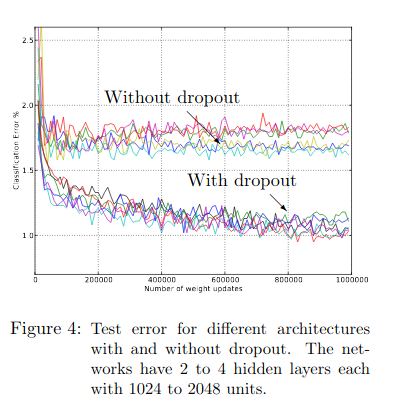 2.5
2.0
1.5
1.0
Classification Error %
Without dropout
With dropout
0 200000 400000 600000 800000 1000000
Number of weight updates
Figure 4: Test error for different architectures
with and without dropout. The net-
works have 2 to 4 hidden layers each
with 1024 to 2048 units.